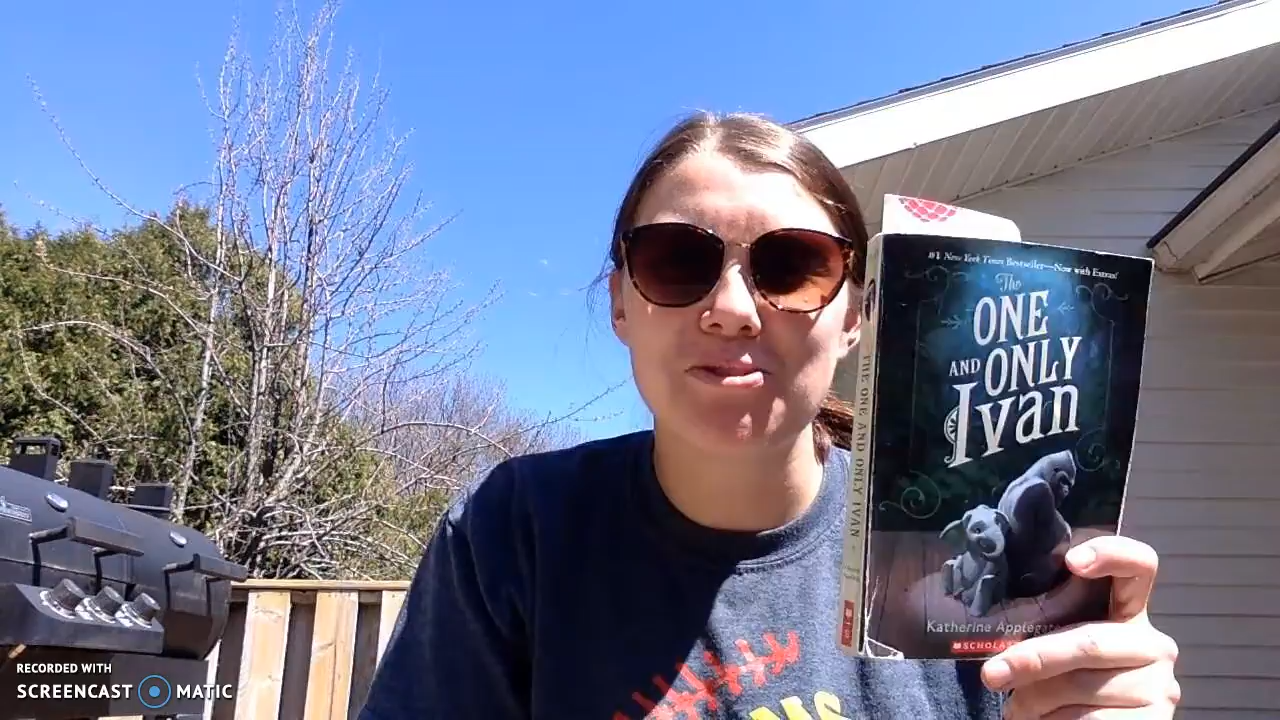 #1 New York Times Bestseller—Now with Extras!
The
ONE
AND ONLY
Ivan
Katherine Applegate
SCHOLAS
THE ONE AND ONLY IVAN
RECORDED WITH
SCREENCAST MATIC